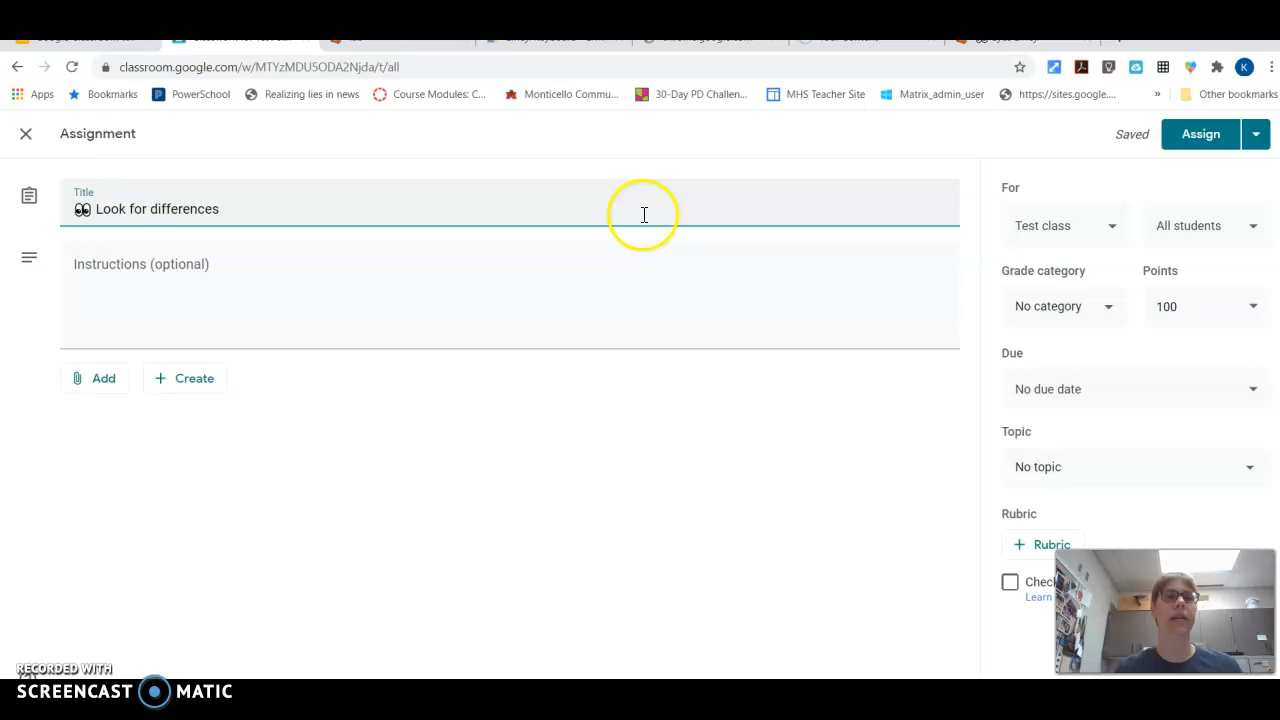 classroom.google.com/w/MTYzMDU5ODA2Njda/t/all
K
Apps Bookmarks PowerSchool Realizing lies in news Course Modules: C... Monticello Commu... 30-Day PD Challen... MHS Teacher Site Matrix_admin_user https://sites.google.... » Other bookmarks
Assignment Saved Assign
Title
👀 Look for differences
Instructions (optional)
Add + Create
For
Test class All students
Grade category Points
No category 100
Due
No due date
Topic
No topic
Rubric
+ Rubric
Check
Learn
RECORDED WITH
SCREENCAST MATIC